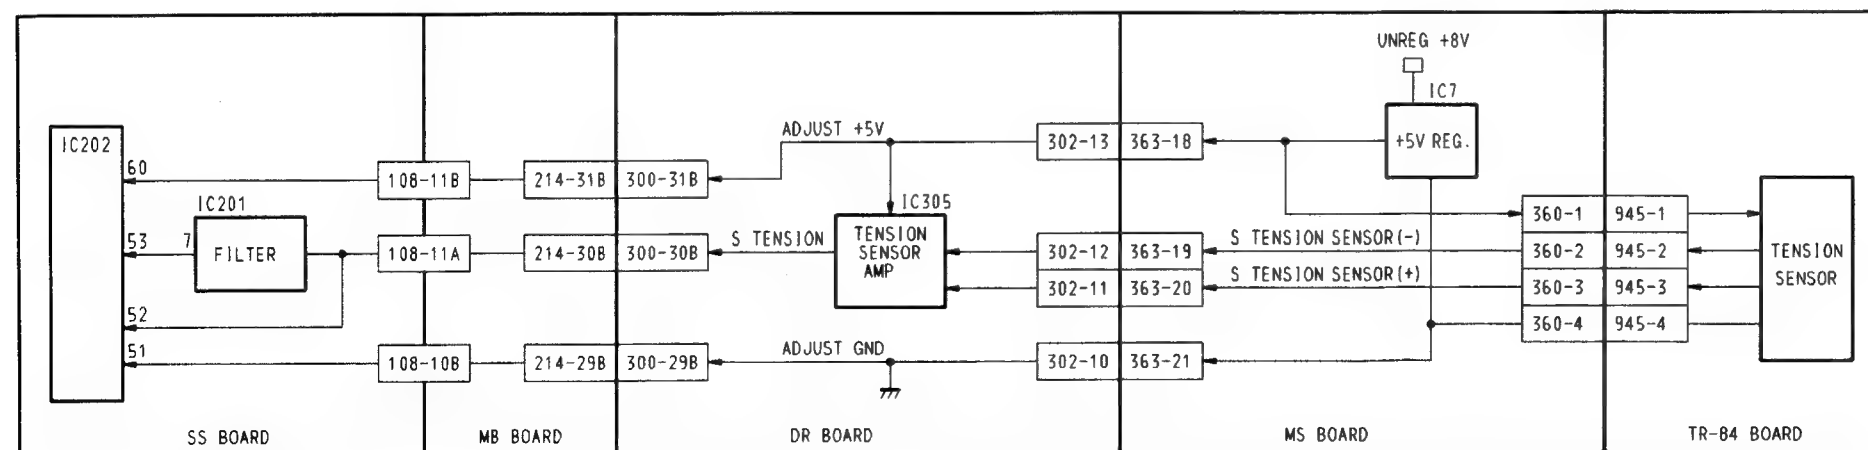 UNREG +8V
IC7
+5V REG.
IC202
60
53
52
51
IC201
7
FILTER
108-11B
108-11A
108-10B
214-31B
300-31B
214-30B
300-30B
214-29B
300-29B
ADJUST +5V
S TENSION
ADJUST GND
IC305
TENSION
SENSOR
AMP
302-13
363-18
302-12
363-19
302-11
363-20
302-10
363-21
S TENSION SENSOR(-)
S TENSION SENSOR(+)
360-1
945-1
360-2
945-2
360-3
945-3
360-4
945-4
TENSION
SENSOR
SS BOARD
MB BOARD
DR BOARD
MS BOARD
TR-84 BOARD